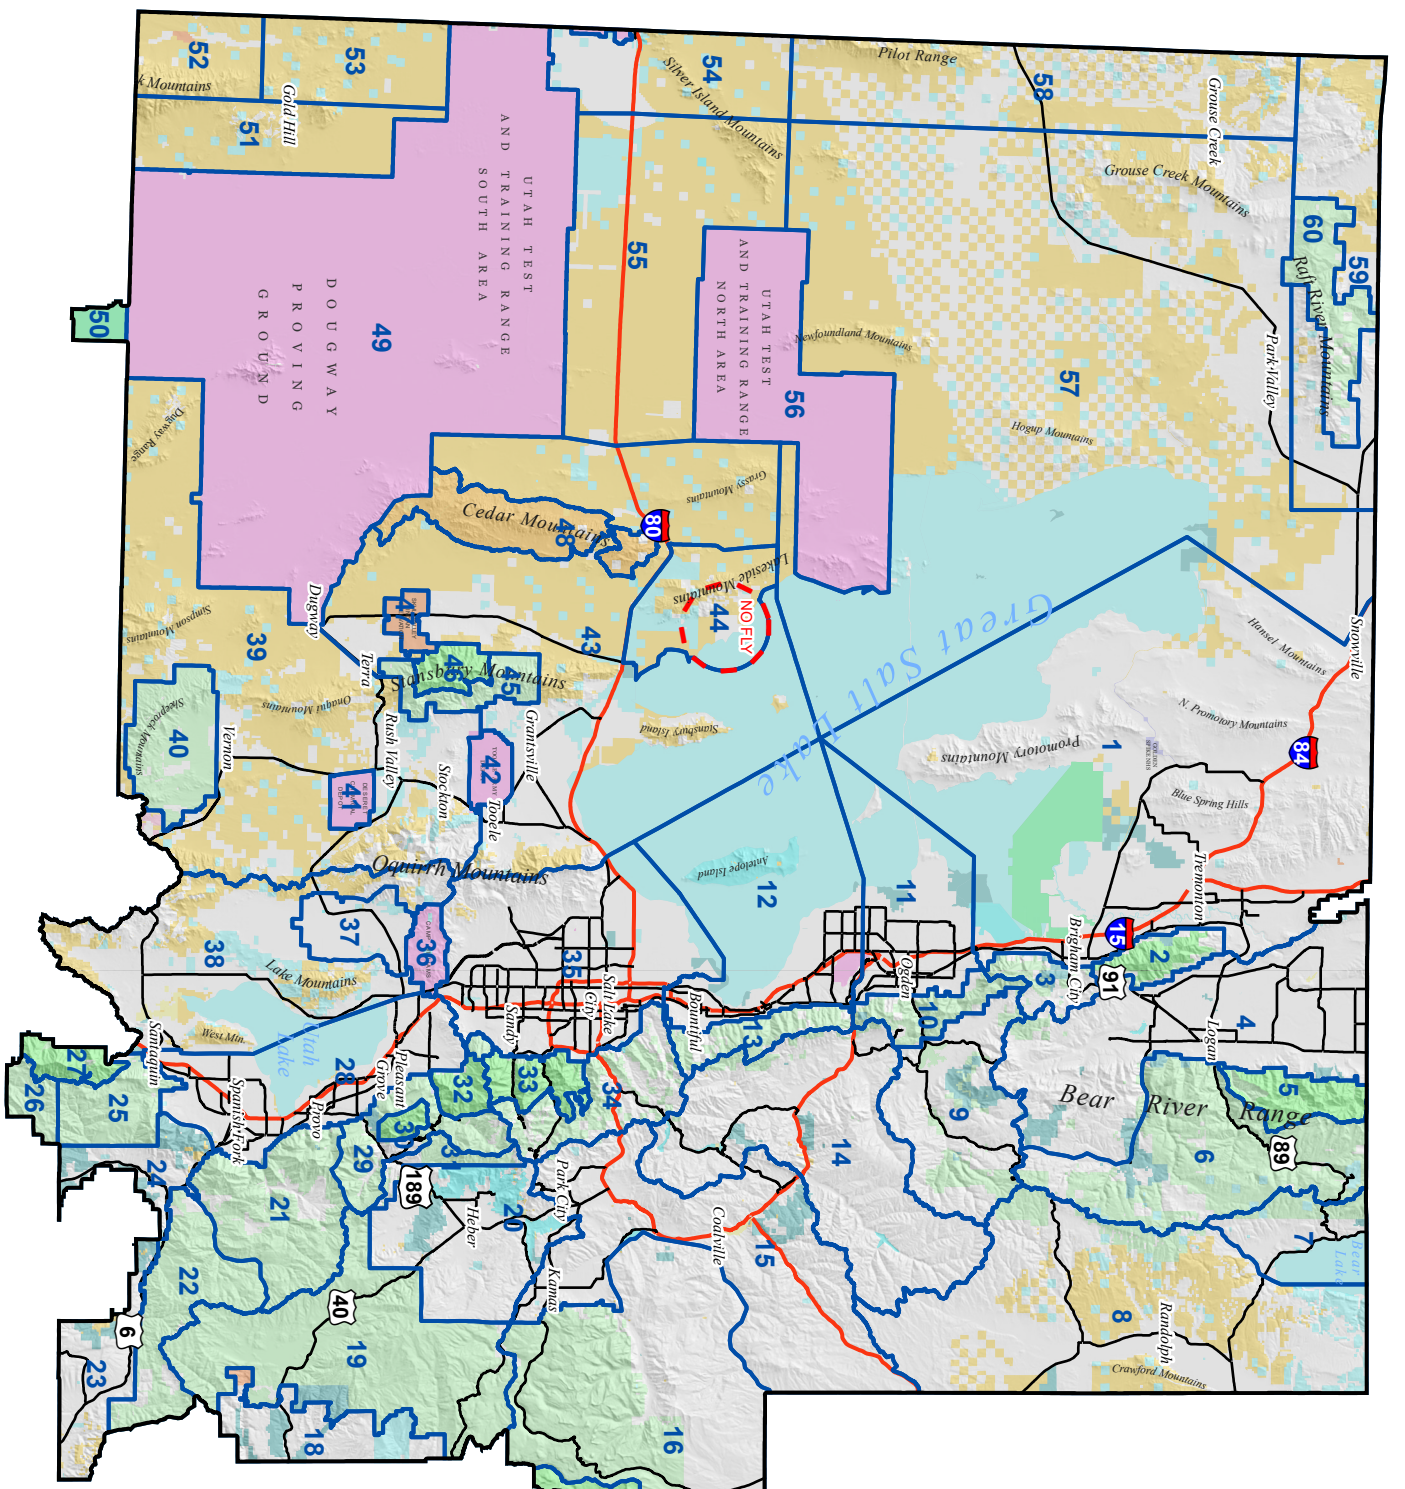 52
53
54
58
Pilot Range
Grouse Creek
k Mountains
Gold Hill
Silver Island Mountains
51
Grouse Creek Mountains
60
59
Raft River Mountains
UTAH TEST
AND TRAINING RANGE
SOUTH AREA
55
UTAH TEST
AND TRAINING RANGE
NORTH AREA
50
DUGWAY
PROVING
GROUND
49
56
57
Newfoundland Mountains
Park Valley
Hogup Mountains
Dugway Range
Grassy Mountains
Cedar Mountains
48
80
Lakeside Mountains
44
NO FLY
Great Salt Lake
Dugway
47
43
Simpson Mountains
39
Terra
46
45
Stansbury Mountains
Onaqui Mountains
Hansel Mountains
Snowville
Sheeprock Mountains
40
Vernon
Rush Valley
Stockton
Grantsville
Stansbury Island
Promotory Mountains
1
GOLDEN
SPIKE NHS
N. Promotory Mountains
84
41
42
Tooele
Blue Spring Hills
Oquirrh Mountains
Antelope Island
12
11
Tremonton
38
37
36
Lake Mountains
35
Salt Lake
City
Sandy
Bountiful
Ogden
Brigham City
15
91
2
3
4
Logan
10
13
West Mtn.
Utah
Lake
Santaquin
27
26
25
28
Spanish Fork
Provo
Pleasant
Grove
32
33
34
9
Bear River Range
5
6
89
24
29
189
14
21
Heber
20
Park City
Coalville
15
7
Bear
Lake
22
Kamas
40
6
23
19
8
Randolph
Crawford Mountains
18
16